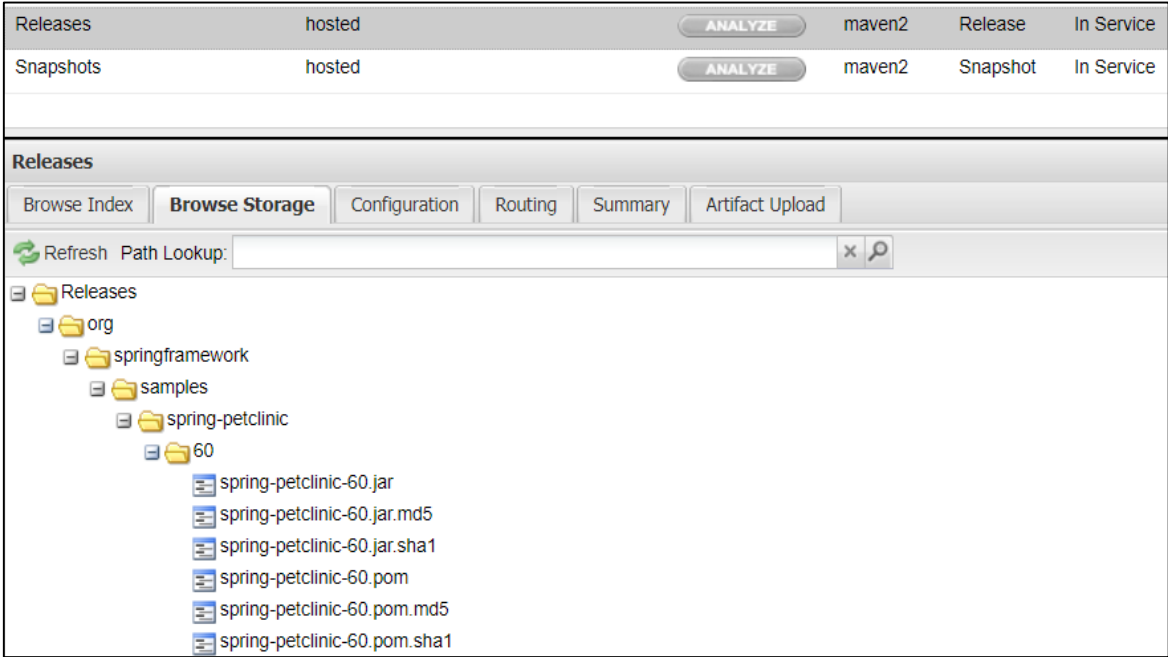 Releases hosted ANALYZE maven2 Release In Service
Snapshots hosted ANALYZE maven2 Snapshot In Service
Releases
Browse Index Browse Storage Configuration Routing Summary Artifact Upload
Refresh Path Lookup:
Releases
org
springframework
samples
spring-petclinic
60
spring-petclinic-60.jar
spring-petclinic-60.jar.md5
spring-petclinic-60.jar.sha1
spring-petclinic-60.pom
spring-petclinic-60.pom.md5
spring-petclinic-60.pom.sha1